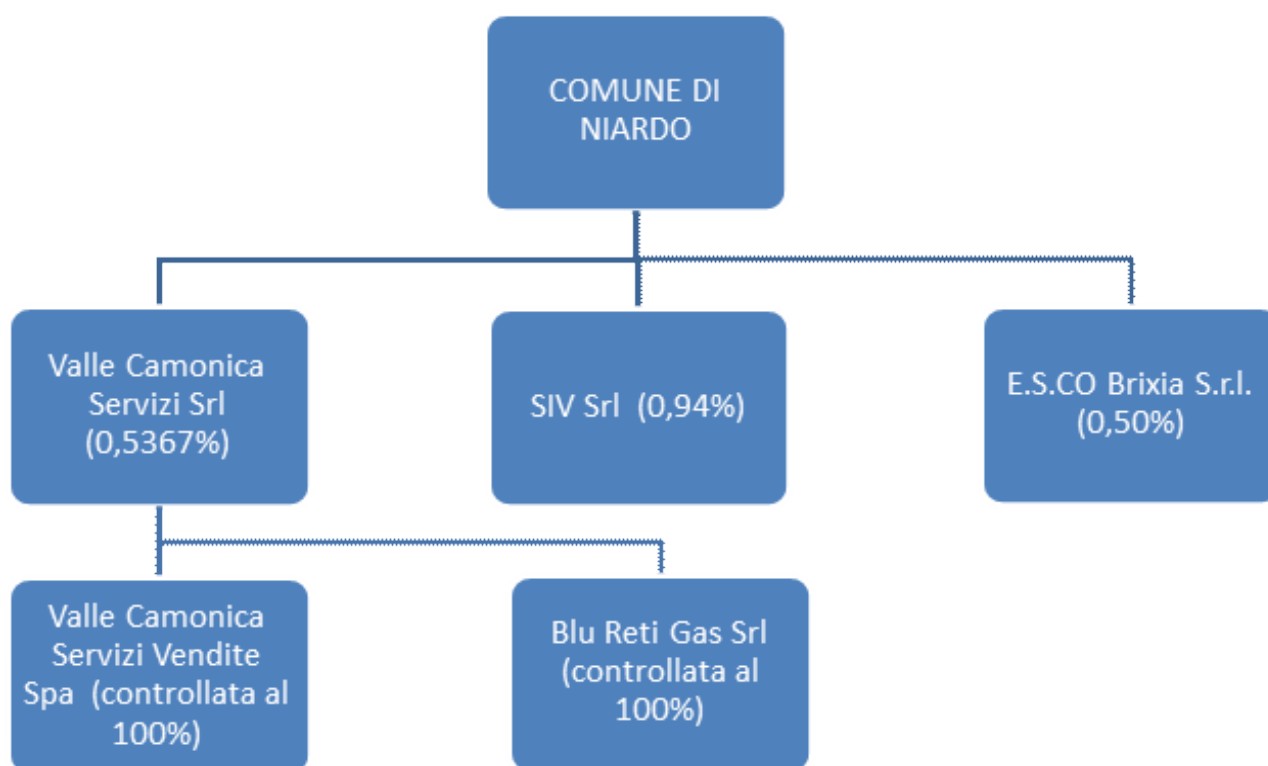 COMUNE DI
NIARDO
Valle Camonica
Servizi Srl
(0,5367%)
SIV Srl (0,94%)
E.S.CO Brixia S.r.l.
(0,50%)
Valle Camonica
Servizi Vendite
Spa (controllata al
100%)
Blu Reti Gas Srl
(controllata al
100%)